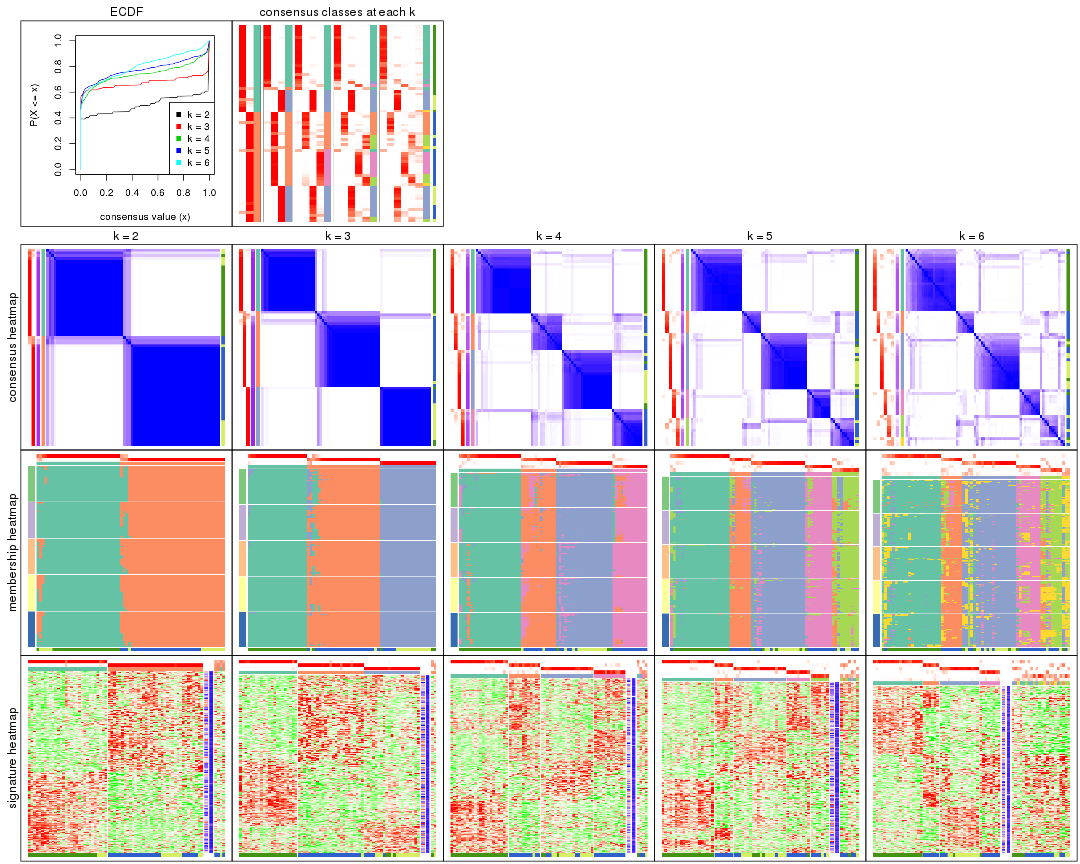 ECDF
consensus classes at each k
P(X <= x)
0.0 0.2 0.4 0.6 0.8 1.0
k = 2
k = 3
k = 4
k = 5
k = 6
0.0 0.2 0.4 0.6 0.8 1.0
consensus value (x)
k = 2 k = 3 k = 4 k = 5 k = 6
consensus heatmap
membership heatmap
signature heatmap